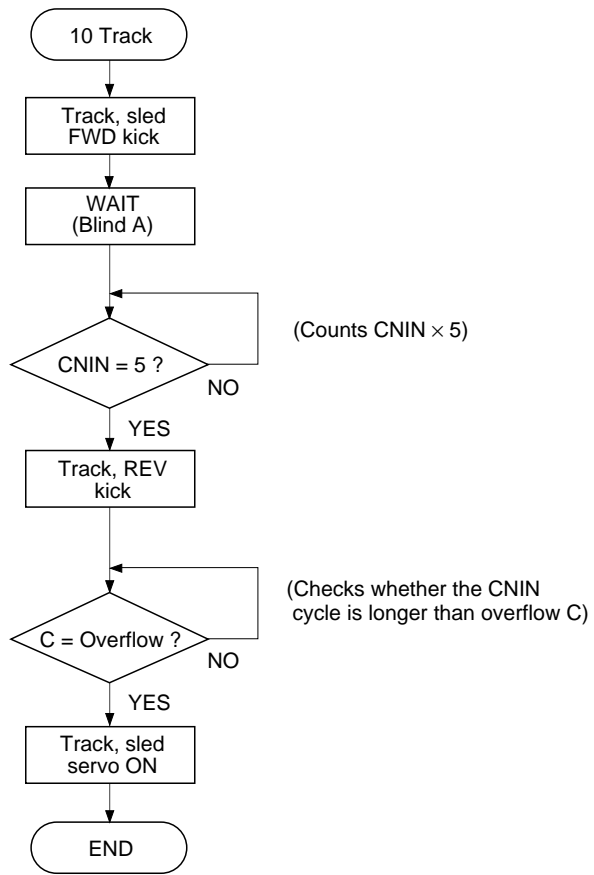 10 Track
Track, sled
FWD kick
WAIT
(Blind A)
CNIN = 5 ?
(Counts CNIN × 5)
NO
YES
Track, REV
kick
C = Overflow ?
(Checks whether the CNIN
cycle is longer than overflow C)
NO
YES
Track, sled
servo ON
END